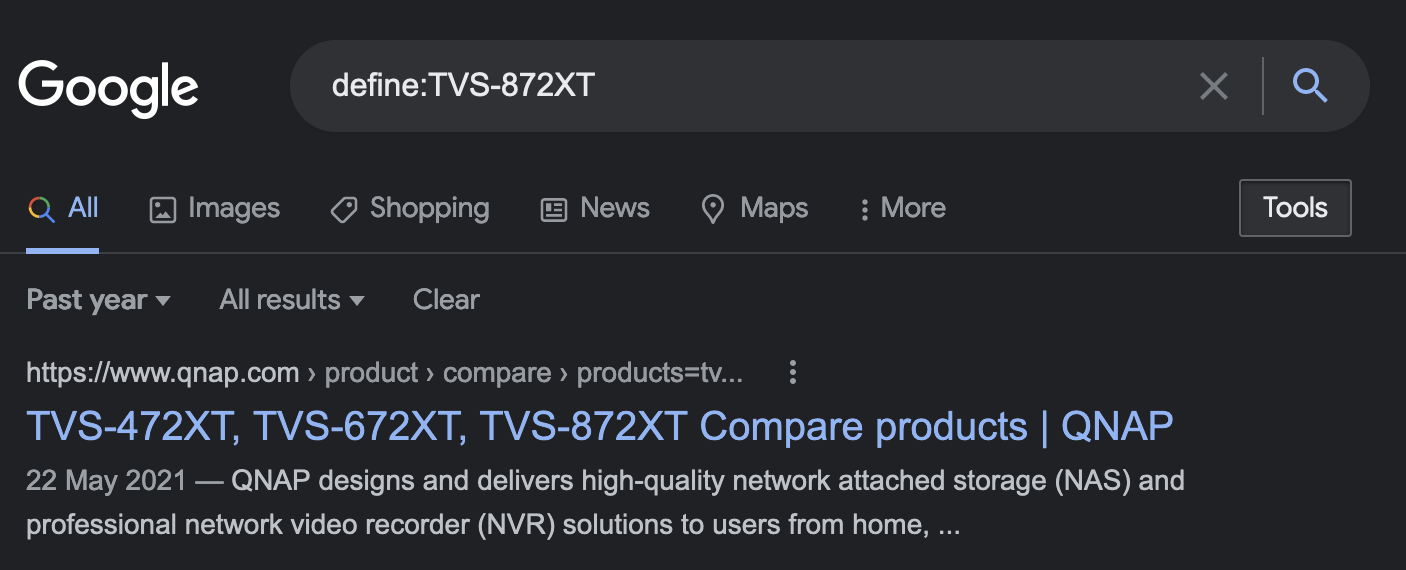 Google
define:TVS-872XT
All Images Shopping News Maps More Tools
Past year All results Clear
https://www.qnap.com › product › compare › products=tv...
TVS-472XT, TVS-672XT, TVS-872XT Compare products | QNAP
22 May 2021 — QNAP designs and delivers high-quality network attached storage (NAS) and
professional network video recorder (NVR) solutions to users from home, ...